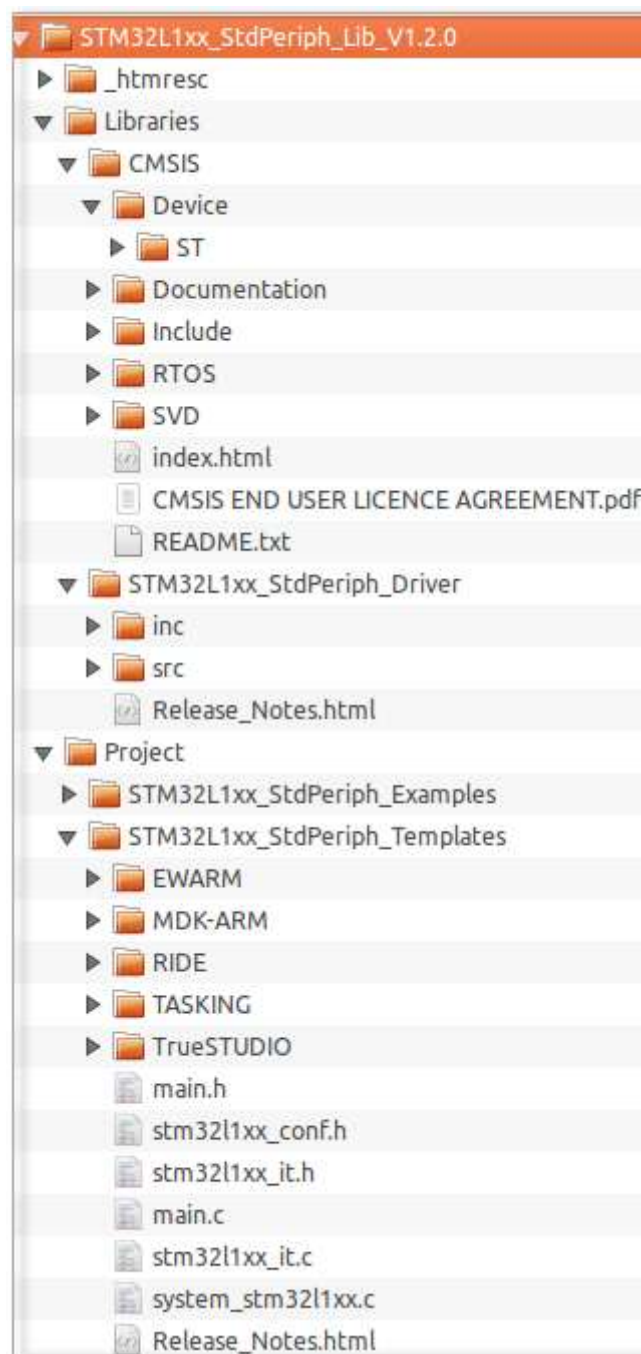 STM32L1xx_StdPeriph_Lib_V1.2.0
_htmresc
Libraries
CMSIS
Device
ST
Documentation
Include
RTOS
SVD
index.html
CMSIS END USER LICENCE AGREEMENT.pdf
README.txt
STM32L1xx_StdPeriph_Driver
inc
src
Release_Notes.html
Project
STM32L1xx_StdPeriph_Examples
STM32L1xx_StdPeriph_Templates
EWARM
MDK-ARM
RIDE
TASKING
TrueSTUDIO
main.h
stm32l1xx_conf.h
stm32l1xx_it.h
main.c
stm32l1xx_it.c
system_stm32l1xx.c
Release_Notes.html